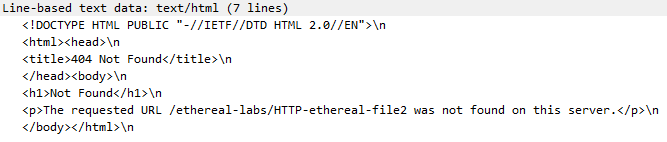 Line-based text data: text/html (7 lines)
<!DOCTYPE HTML PUBLIC "-//IETF//DTD HTML 2.0//EN">\n
<html><head>\n
<title>404 Not Found</title>\n
</head><body>\n
<h1>Not Found</h1>\n
<p>The requested URL /ethereal-labs/HTTP-ethereal-file2 was not found on this server.</p>\n
</body></html>\n